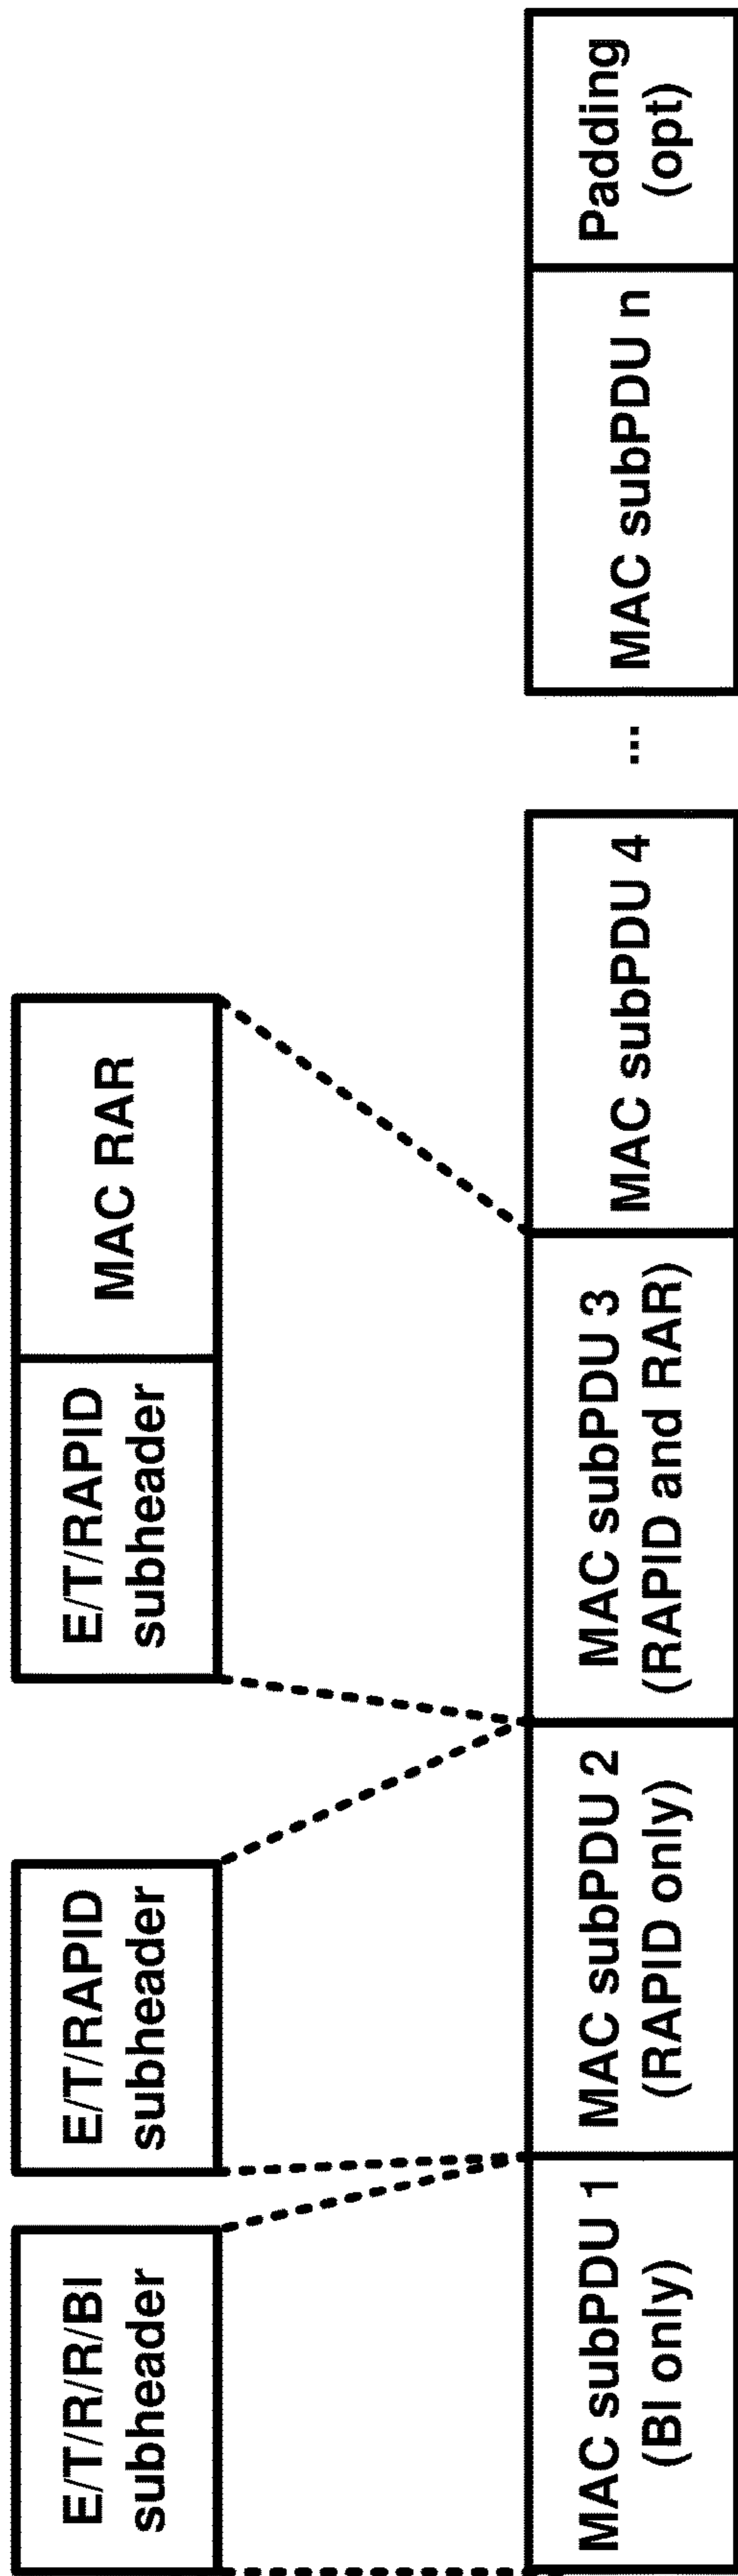 E/T/R/R/BI
subheader
E/T/RAPID
subheader
E/T/RAPID
subheader
MAC RAR
MAC subPDU 1
(BI only)
MAC subPDU 2
(RAPID only)
MAC subPDU 3
(RAPID and RAR)
MAC subPDU 4
...
MAC subPDU n
Padding
(opt)